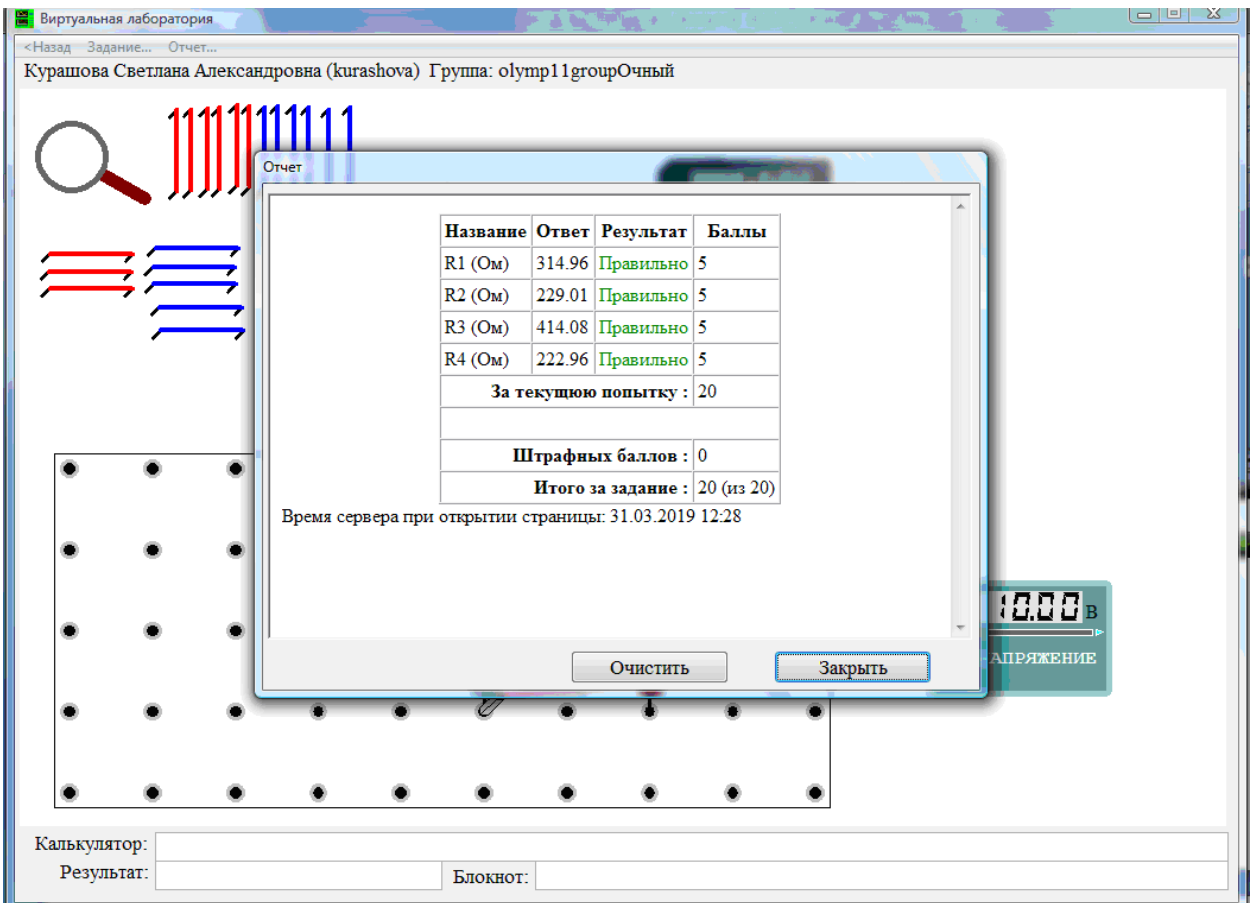 Виртуальная лаборатория
<Назад Задание... Отчет...
Курашова Светлана Александровна (kurashova) Группа: olymp11groupОчный
Отчет
Название Ответ Результат Баллы
R1 (Ом) 314.96 Правильно 5
R2 (Ом) 229.01 Правильно 5
R3 (Ом) 414.08 Правильно 5
R4 (Ом) 222.96 Правильно 5
За текущюю попытку : 20
Штрафных баллов : 0
Итого за задание : 20 (из 20)
Время сервера при открытии страницы: 31.03.2019 12:28
10.00 В
АПРЯЖЕНИЕ
Очистить Закрыть
Калькулятор:
Результат: Блокнот: